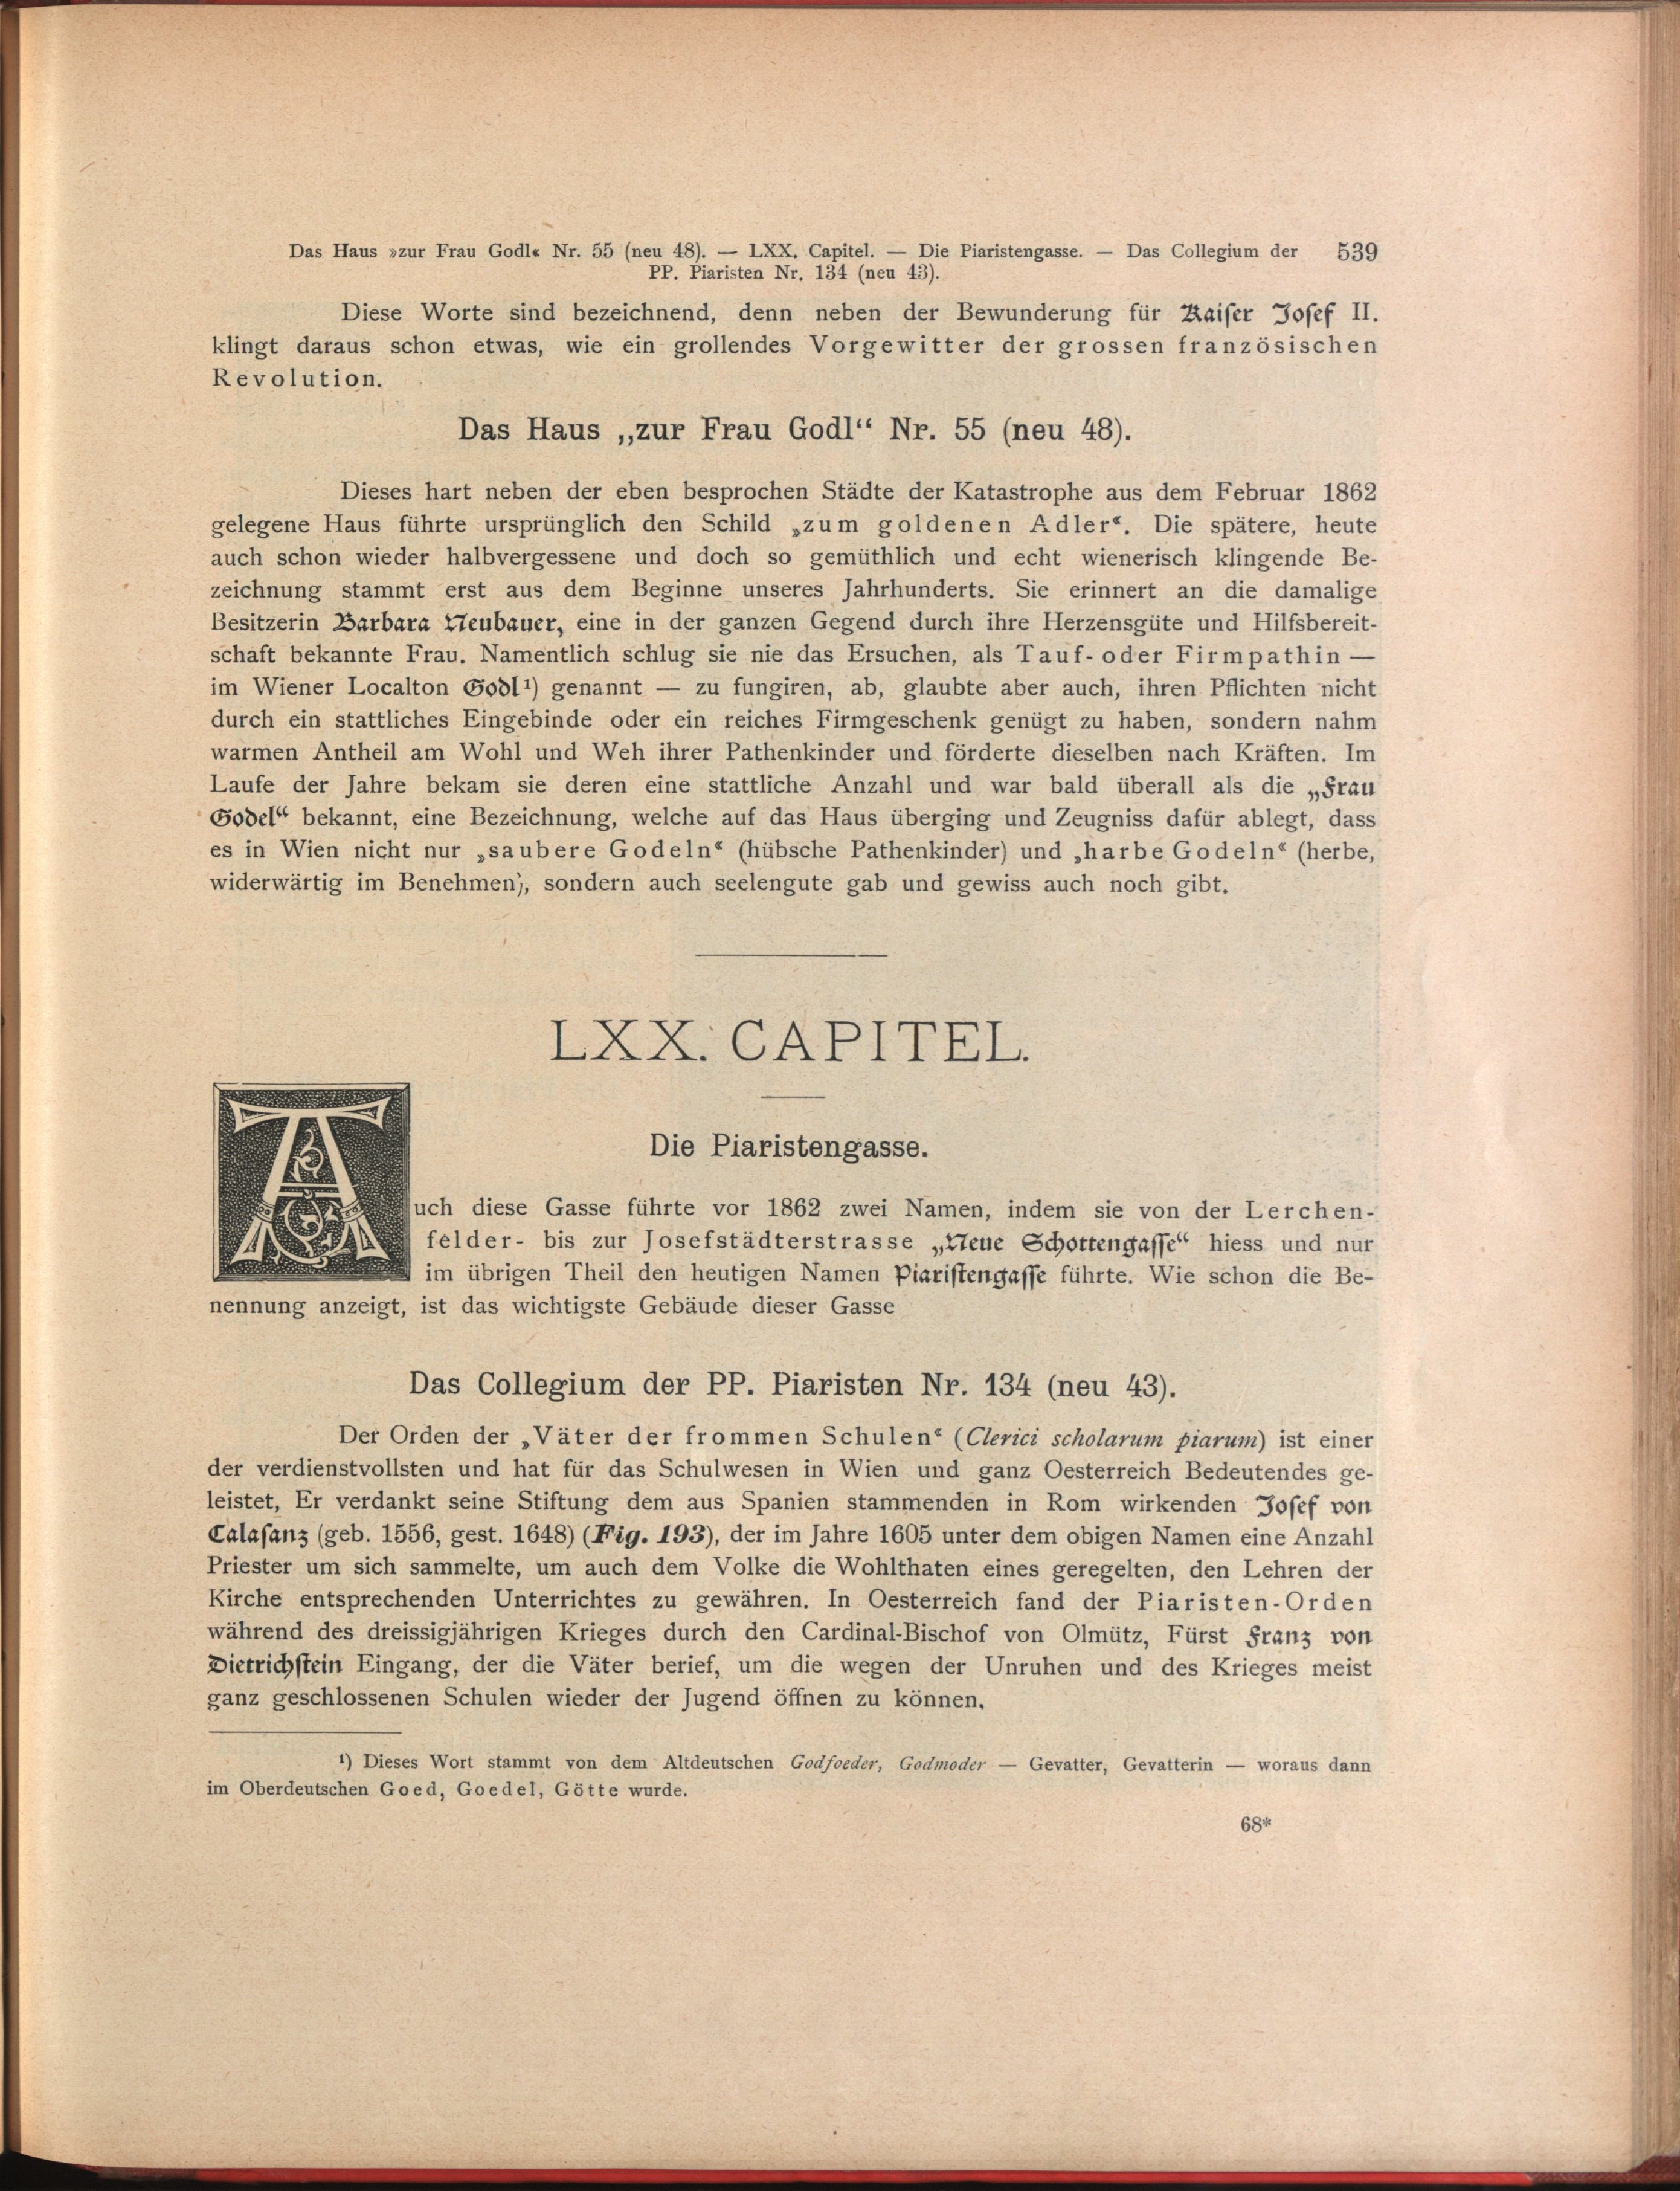 Das Haus »zur Frau Godl« Nr. 55 (neu 48). — LXX. Capitel. — Die Piaristengasse. — Das Collegium der 539
PP. Piaristen Nr. 134 (neu 43).
Diese Worte sind bezeichnend, denn neben der Bewunderung für Kaiser Josef II.
klingt daraus schon etwas, wie ein grollendes Vorgewitter der grossen französischen
Revolution.
Das Haus „zur Frau Godl“ Nr. 55 (neu 48).
Dieses hart neben der eben besprochen Städte der Katastrophe aus dem Februar 1862
gelegene Haus führte ursprünglich den Schild „zum goldenen Adler“. Die spätere, heute
auch schon wieder halbvergessene und doch so gemüthlich und echt wienerisch klingende Be-
zeichnung stammt erst aus dem Beginne unseres Jahrhunderts. Sie erinnert an die damalige
Besitzerin Barbara Neubauer, eine in der ganzen Gegend durch ihre Herzensgüte und Hilfsbereit-
schaft bekannte Frau. Namentlich schlug sie nie das Ersuchen, als Tauf- oder Firmpathin —
im Wiener Localton Godl¹) genannt — zu fungiren, ab, glaubte aber auch, ihren Pflichten nicht
durch ein stattliches Eingebinde oder ein reiches Firmgeschenk genügt zu haben, sondern nahm
warmen Antheil am Wohl und Weh ihrer Pathenkinder und förderte dieselben nach Kräften. Im
Laufe der Jahre bekam sie deren eine stattliche Anzahl und war bald überall als die „Frau
Godel“ bekannt, eine Bezeichnung, welche auf das Haus überging und Zeugniss dafür ablegt, dass
es in Wien nicht nur „saubere Godeln“ (hübsche Pathenkinder) und „harbe Godeln“ (herbe,
widerwärtig im Benehmen), sondern auch seelengute gab und gewiss auch noch gibt.
LXX. CAPITEL.
Die Piaristengasse.
Auch diese Gasse führte vor 1862 zwei Namen, indem sie von der Lerchen-
felder- bis zur Josefstädterstrasse „Neue Schottengasse“ hiess und nur
im übrigen Theil den heutigen Namen Piaristengasse führte. Wie schon die Be-
nennung anzeigt, ist das wichtigste Gebäude dieser Gasse
Das Collegium der PP. Piaristen Nr. 134 (neu 43).
Der Orden der „Väter der frommen Schulen“ (Clerici scholarum piarum) ist einer
der verdienstvollsten und hat für das Schulwesen in Wien und ganz Oesterreich Bedeutendes ge-
leistet, Er verdankt seine Stiftung dem aus Spanien stammenden in Rom wirkenden Josef von
Calasanz (geb. 1556, gest. 1648) (Fig. 193), der im Jahre 1605 unter dem obigen Namen eine Anzahl
Priester um sich sammelte, um auch dem Volke die Wohlthaten eines geregelten, den Lehren der
Kirche entsprechenden Unterrichtes zu gewähren. In Oesterreich fand der Piaristen-Orden
während des dreissigjährigen Krieges durch den Cardinal-Bischof von Olmütz, Fürst Franz von
Dietrichstein Eingang, der die Väter berief, um die wegen der Unruhen und des Krieges meist
ganz geschlossenen Schulen wieder der Jugend öffnen zu können.
¹) Dieses Wort stammt von dem Altdeutschen Godfoeder, Godmoder — Gevatter, Gevatterin — woraus dann
im Oberdeutschen Goed, Goedel, Götte wurde.
68*